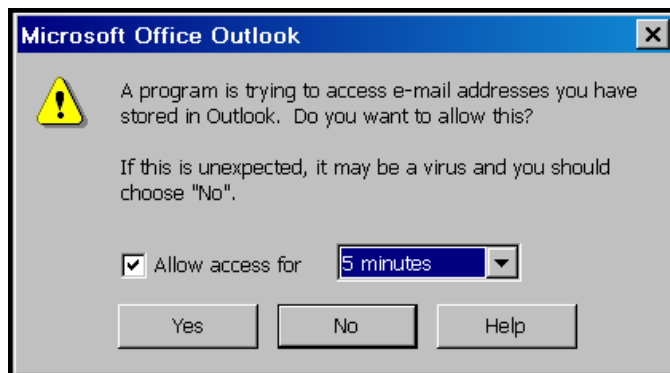 Microsoft Office Outlook
A program is trying to access e-mail addresses you have
stored in Outlook. Do you want to allow this?
If this is unexpected, it may be a virus and you should
choose "No".
Allow access for 5 minutes
Yes No Help